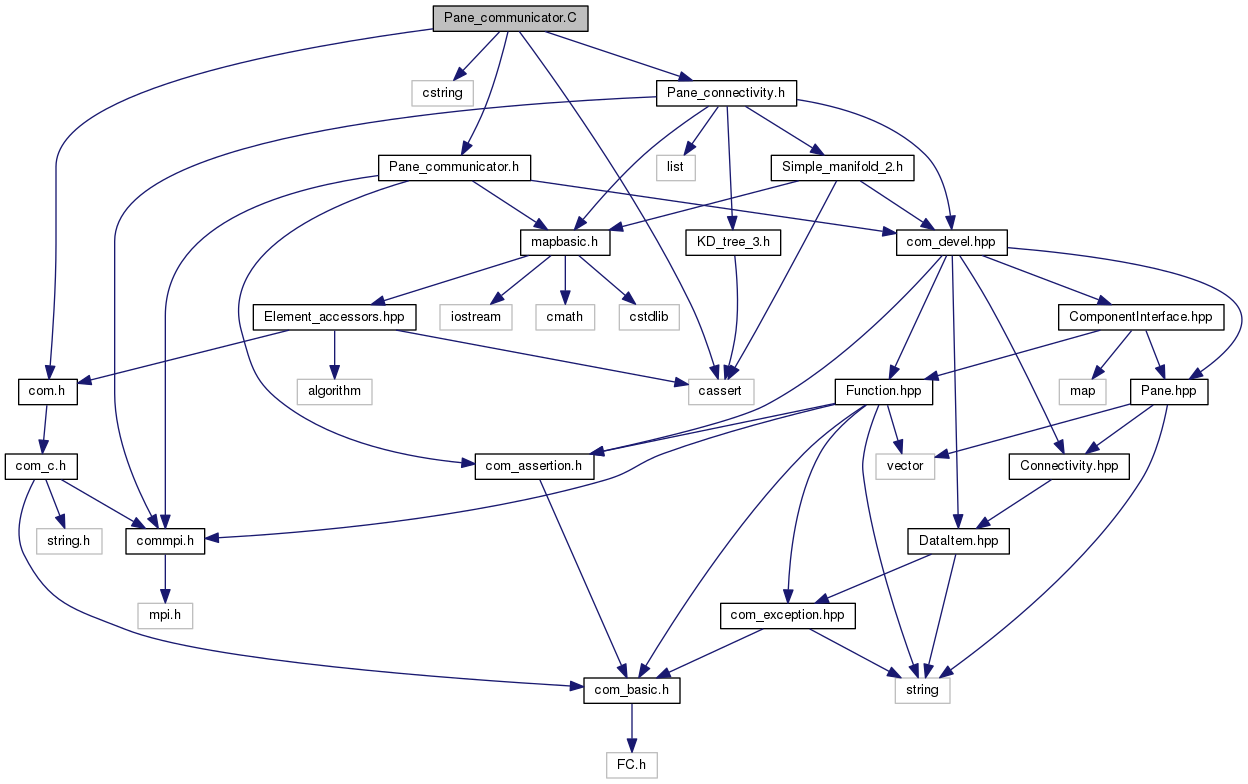 Pane_communicator.C
cstring
Pane_connectivity.h
Pane_communicator.h
list
Simple_manifold_2.h
mapbasic.h
KD_tree_3.h
com_devel.hpp
Element_accessors.hpp
iostream
cmath
cstdlib
ComponentInterface.hpp
com.h
algorithm
cassert
Function.hpp
map
Pane.hpp
com_c.h
com_assertion.h
vector
Connectivity.hpp
string.h
commpi.h
DataItem.hpp
mpi.h
com_exception.hpp
com_basic.h
string
FC.h